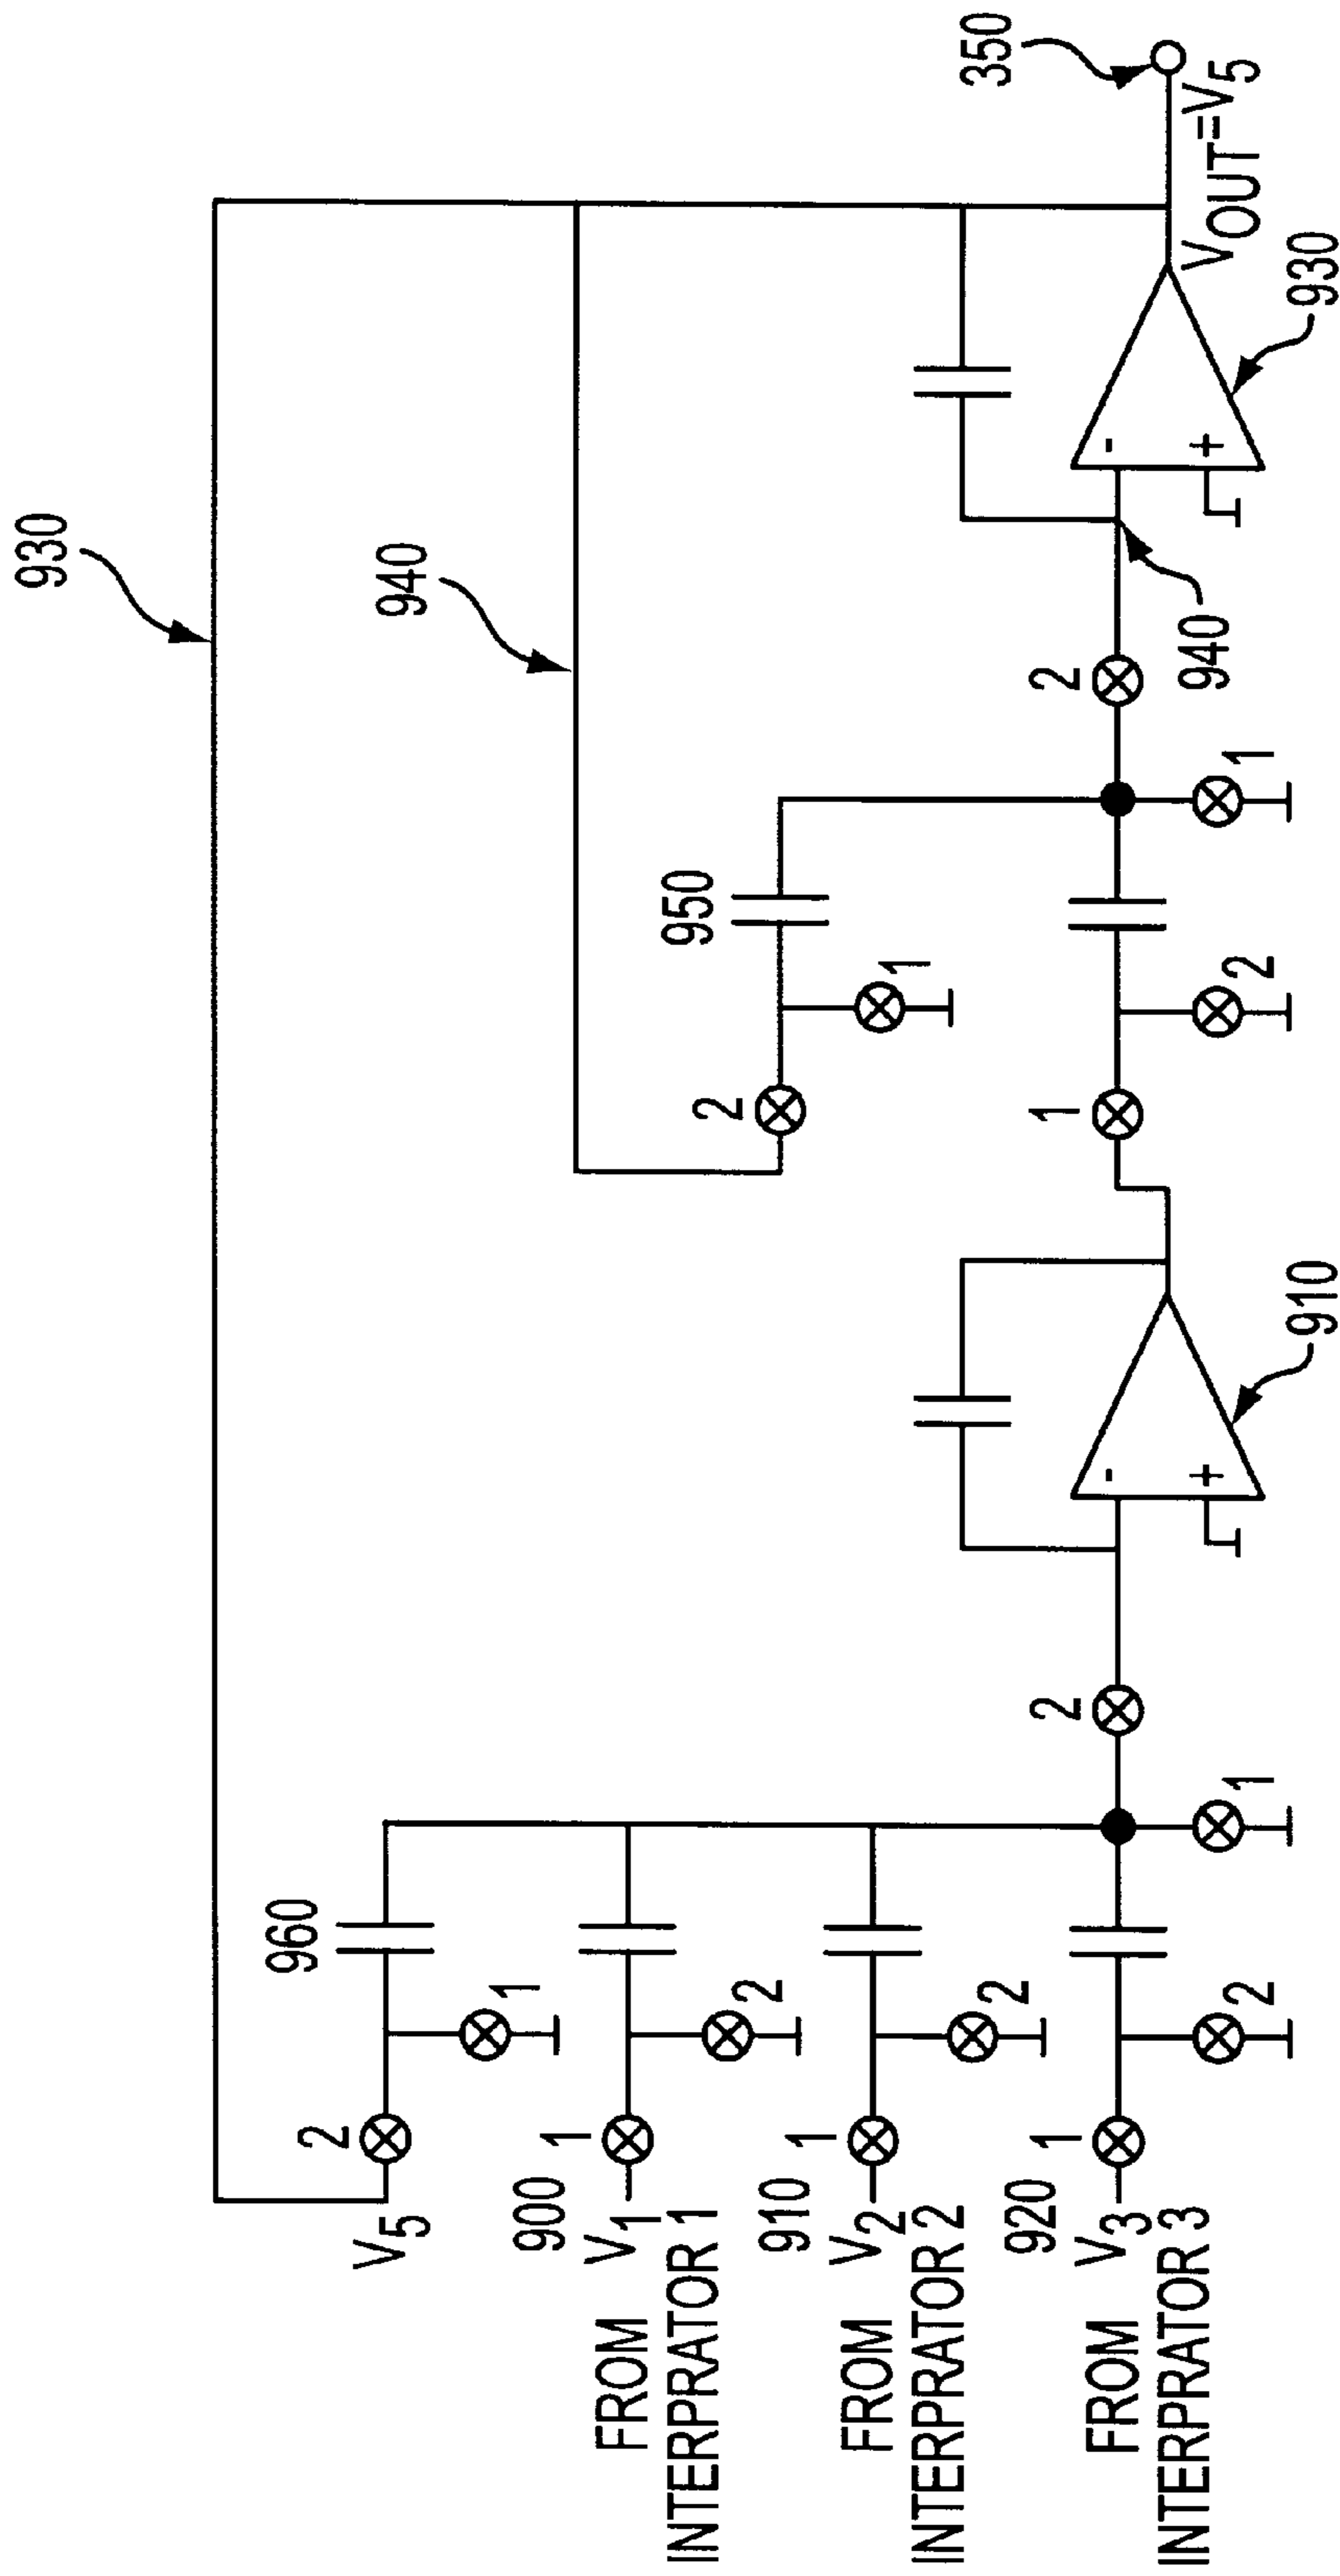 930
940
350
960
950
2
1
2
1
V5
900
1
2
V1
FROM
INTERPRATOR 1
910
1
2
V2
FROM
INTERPRATOR 2
920
1
2
V3
FROM
INTERPRATOR 3
1
2
-
+
910
1
2
1
2
940
-
+
930
VOUT=V5